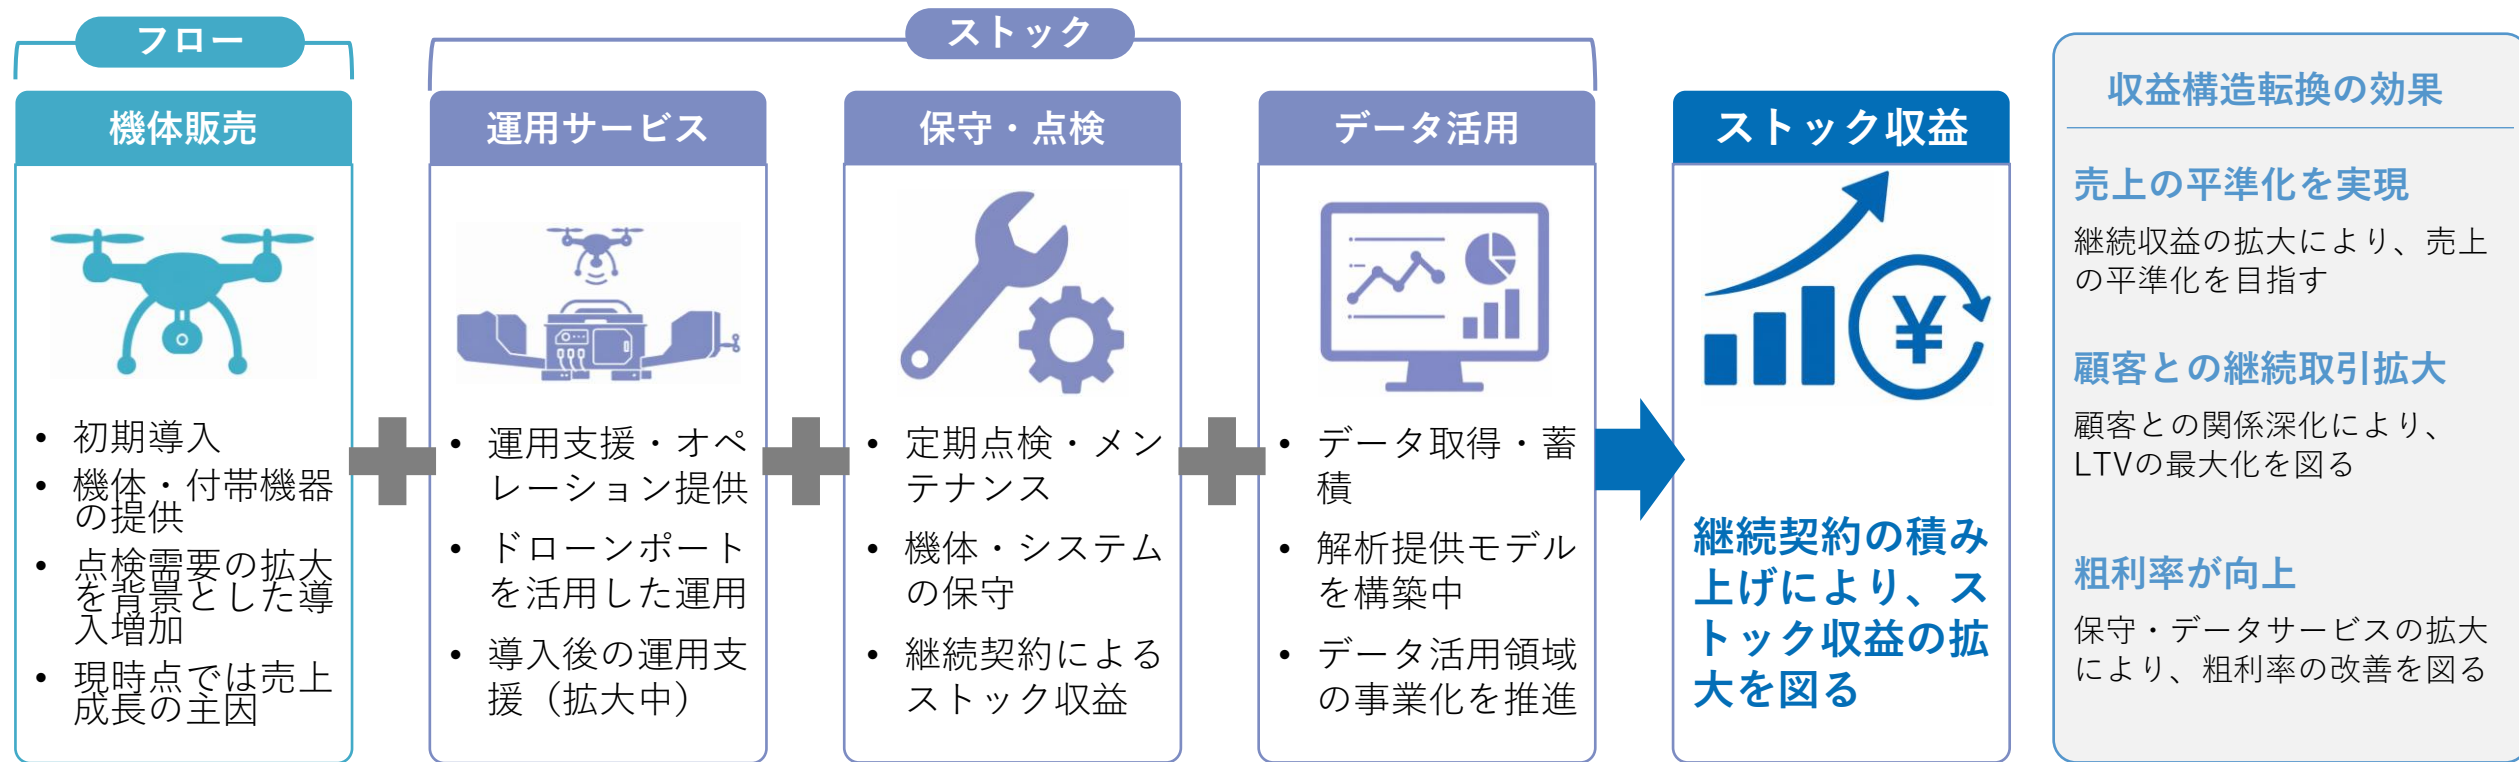 フロー
機体販売
• 初期導入
• 機体・付帯機器
の提供
• 点検需要の拡大
を背景とした導
入増加
• 現時点では売上
成長の主因
ストック
運用サービス
• 運用支援・オペ
レーション提供
• ドローンポート
を活用した運用
• 導入後の運用支
援（拡大中）
保守・点検
• 定期点検・メン
テナンス
• 機体・システム
の保守
• 継続契約による
ストック収益
データ活用
• データ取得・蓄
積
• 解析提供モデル
を構築中
• データ活用領域
の事業化を推進
ストック収益
¥
継続契約の積み
上げにより、ス
トック収益の拡
大を図る
収益構造転換の効果
売上の平準化を実現
継続収益の拡大により、売上
の平準化を目指す
顧客との継続取引拡大
顧客との関係深化により、
LTVの最大化を図る
粗利率が向上
保守・データサービスの拡大
により、粗利率の改善を図る